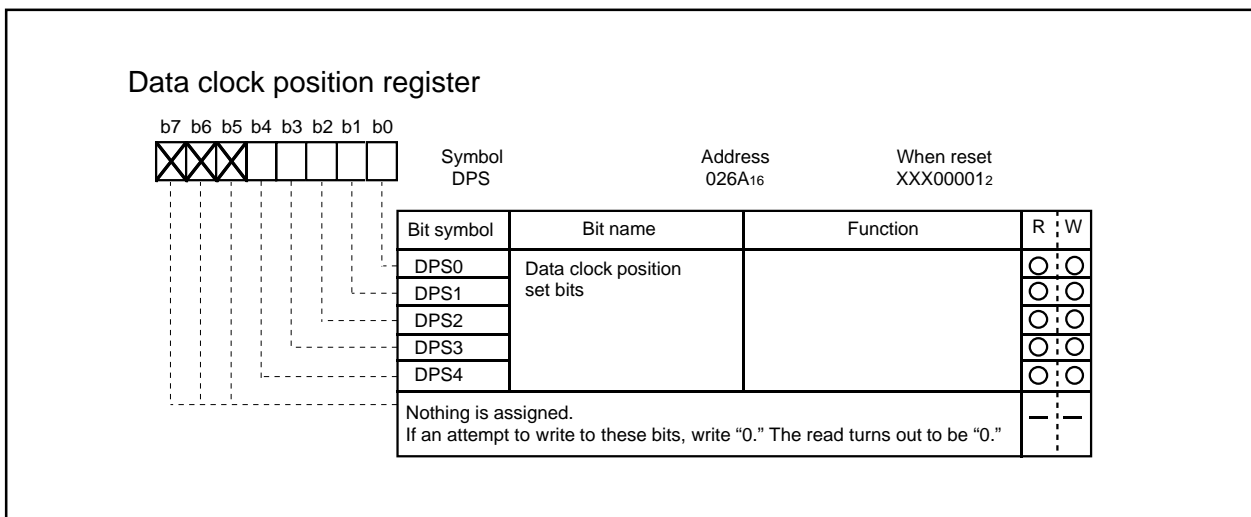 Data clock position register
b7 b6 b5 b4 b3 b2 b1 b0
Symbol Address When reset
DPS 026A16 XXX000012
Bit symbol Bit name Function R W
DPS0 Data clock position
DPS1 set bits
DPS2
DPS3
DPS4
Nothing is assigned.
If an attempt to write to these bits, write “0.” The read turns out to be “0.”